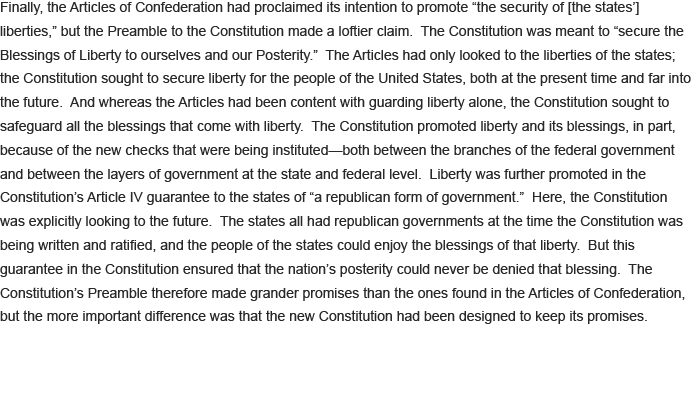 Finally, the Articles of Confederation had proclaimed its intention to promote “the security of [the states’]
liberties,” but the Preamble to the Constitution made a loftier claim.  The Constitution was meant to “secure the
Blessings of Liberty to ourselves and our Posterity.”  The Articles had only looked to the liberties of the states;
the Constitution sought to secure liberty for the people of the United States, both at the present time and far into
the future.  And whereas the Articles had been content with guarding liberty alone, the Constitution sought to
safeguard all the blessings that come with liberty.  The Constitution promoted liberty and its blessings, in part,
because of the new checks that were being instituted—both between the branches of the federal government
and between the layers of government at the state and federal level.  Liberty was further promoted in the
Constitution’s Article IV guarantee to the states of “a republican form of government.”  Here, the Constitution
was explicitly looking to the future.  The states all had republican governments at the time the Constitution was
being written and ratified, and the people of the states could enjoy the blessings of that liberty.  But this
guarantee in the Constitution ensured that the nation’s posterity could never be denied that blessing.  The
Constitution’s Preamble therefore made grander promises than the ones found in the Articles of Confederation,
but the more important difference was that the new Constitution had been designed to keep its promises.